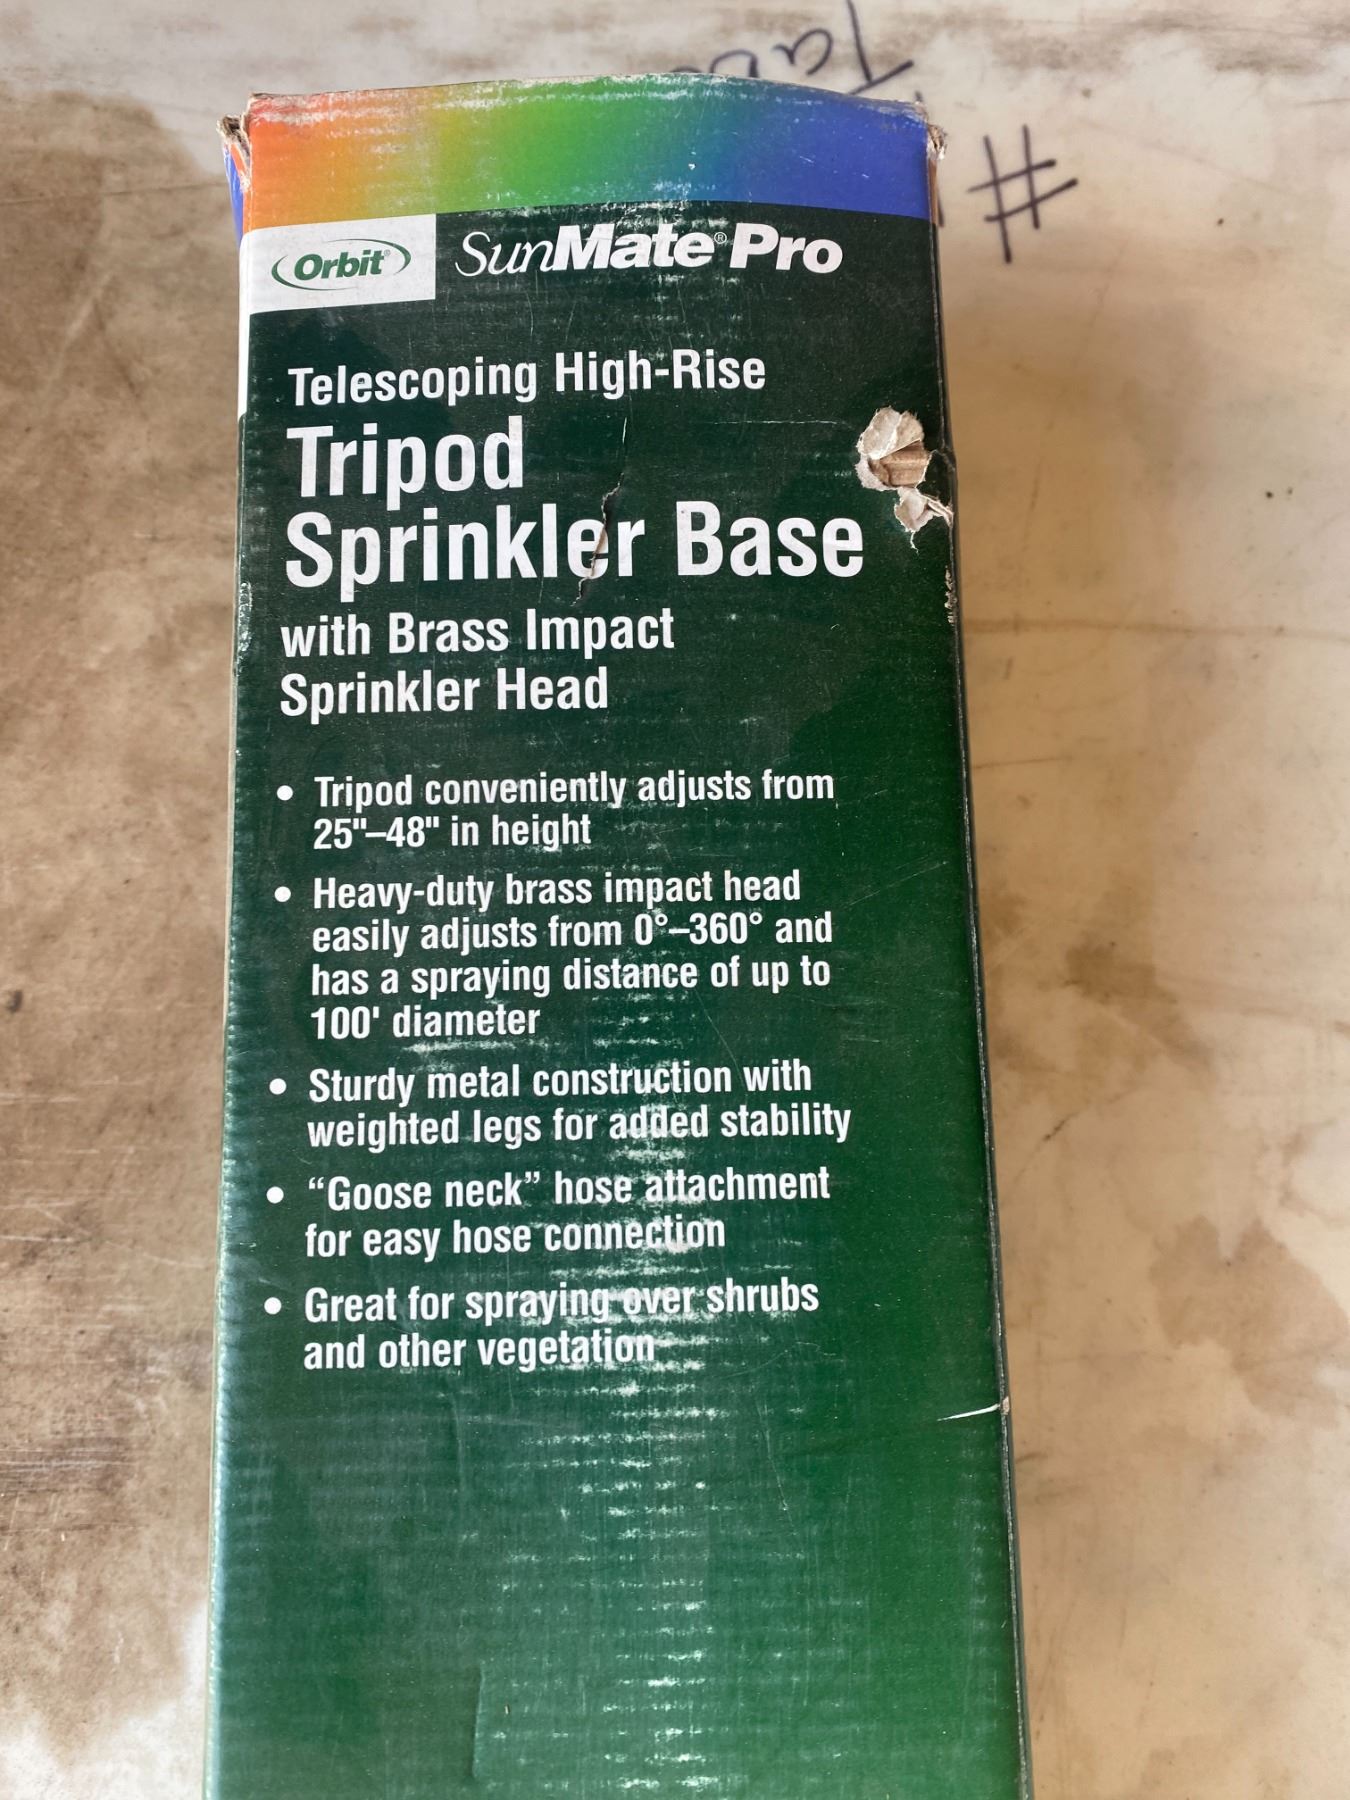 Orbit®
SunMate® Pro
Telescoping High-Rise
Tripod
Sprinkler Base
with Brass Impact
Sprinkler Head
• Tripod conveniently adjusts from
25"–48" in height
• Heavy-duty brass impact head
easily adjusts from 0°–360° and
has a spraying distance of up to
100' diameter
• Sturdy metal construction with
weighted legs for added stability
• “Goose neck” hose attachment
for easy hose connection
• Great for spraying over shrubs
and other vegetation
#